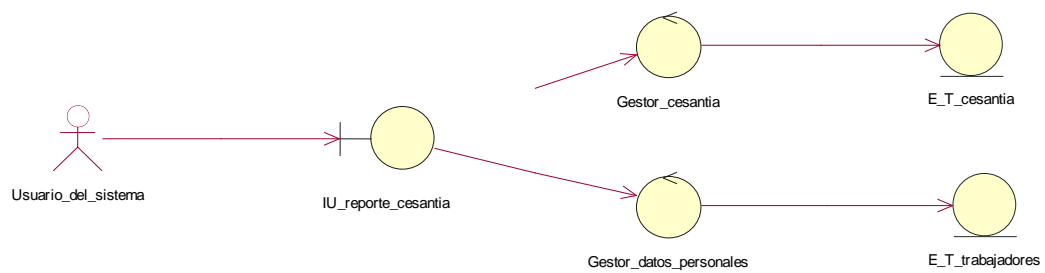 Gestor_cesantia
E_T_cesantia
Usuario_del_sistema
IU_reporte_cesantia
Gestor_datos_personales
E_T_trabajadores